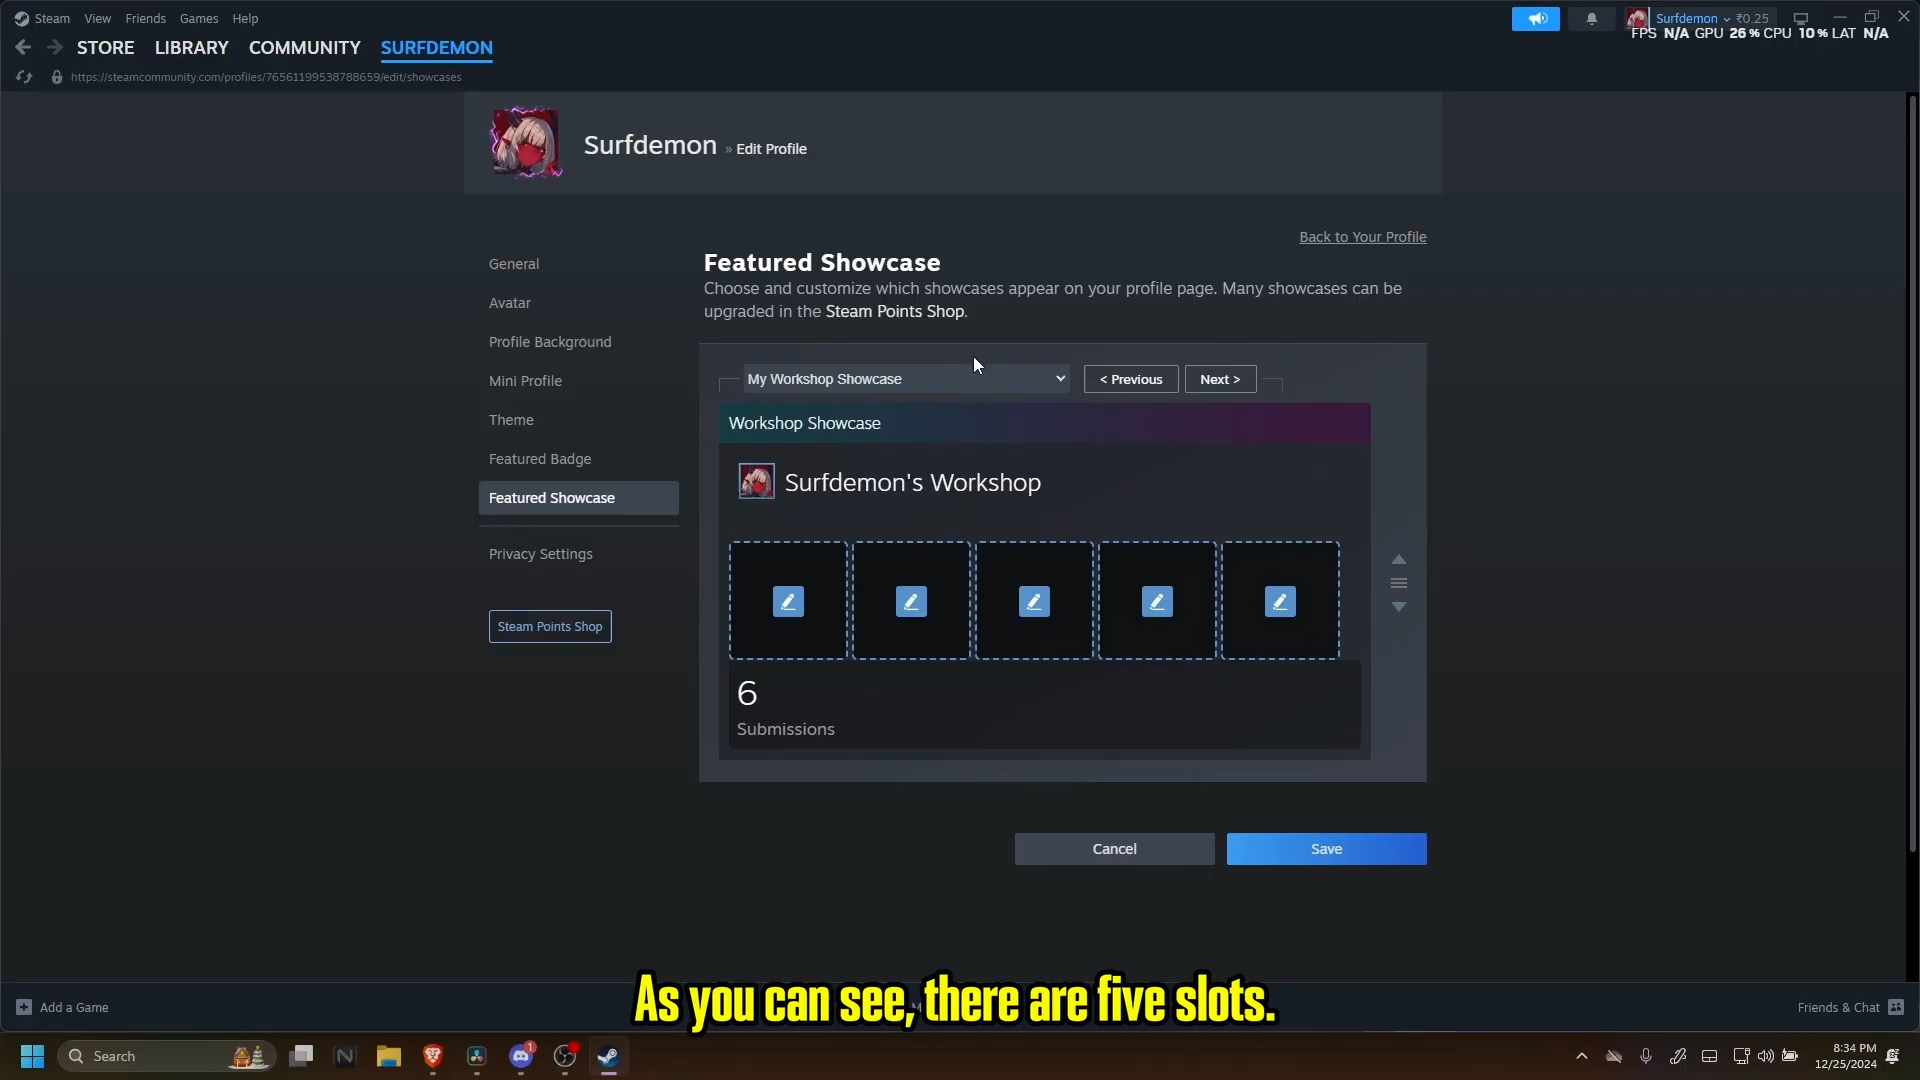 Steam View Friends Games Help
Surfdemon ₹0.25
FPS N/A GPU 26 % CPU 10 % LAT N/A
STORE LIBRARY COMMUNITY SURFDEMON
https://steamcommunity.com/profiles/76561199538788659/edit/showcases
Surfdemon » Edit Profile
Back to Your Profile
General
Avatar
Profile Background
Mini Profile
Theme
Featured Badge
Featured Showcase
Privacy Settings
Steam Points Shop
Featured Showcase
Choose and customize which showcases appear on your profile page. Many showcases can be
upgraded in the Steam Points Shop.
My Workshop Showcase < Previous Next >
Workshop Showcase
Surfdemon's Workshop
6
Submissions
Cancel Save
As you can see, there are five slots.
Add a Game Friends & Chat
Search
1
8:34 PM
12/25/2024